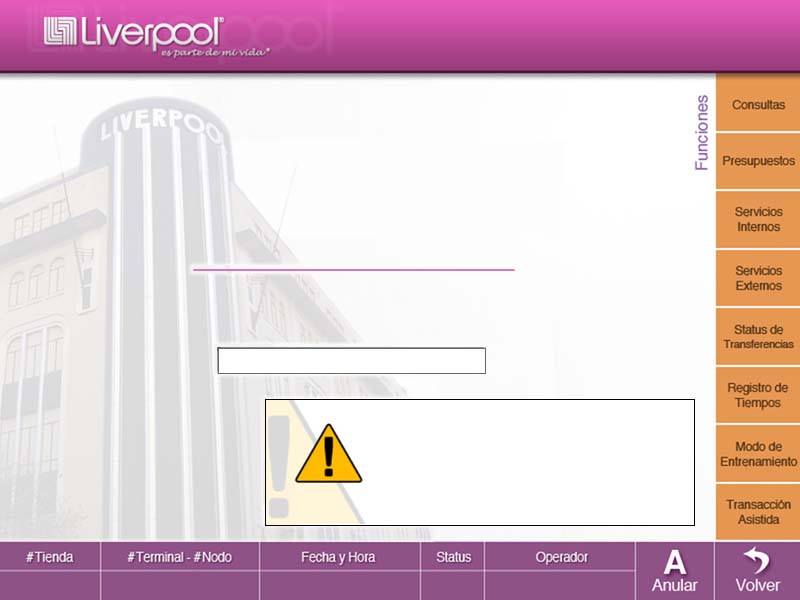 Liverpool®
es parte de mi vida*
LIVERPOOL
Funciones
Consultas
Presupuestos
Servicios
Internos
Servicios
Externos
Status de
Transferencias
Registro de
Tiempos
Modo de
Entrenamiento
Transacción
Asistida
#Tienda
#Terminal - #Nodo
Fecha y Hora
Status
Operador
A
Anular
Volver